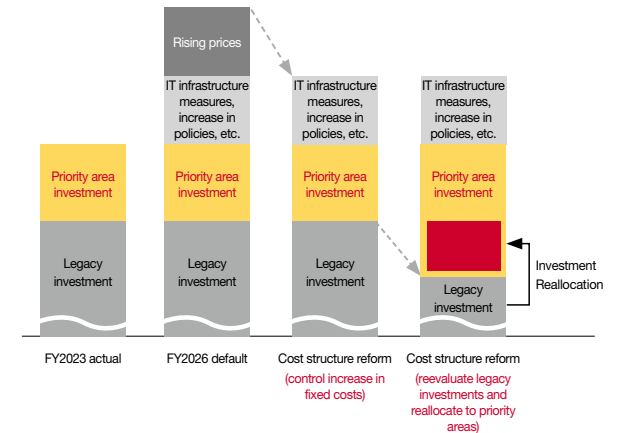 Rising prices
IT infrastructure
measures,
increase in
policies, etc.
IT infrastructure
measures,
increase in
policies, etc.
IT infrastructure
measures,
increase in
policies, etc.
Priority area
investment
Priority area
investment
Priority area
investment
Priority area
investment
Legacy
investment
Legacy
investment
Legacy
investment
Legacy
investment
Investment
Reallocation
FY2023 actual
FY2026 default
Cost structure reform
(control increase in
fixed costs)
Cost structure reform
(reevaluate legacy
investments and
reallocate to priority
areas)